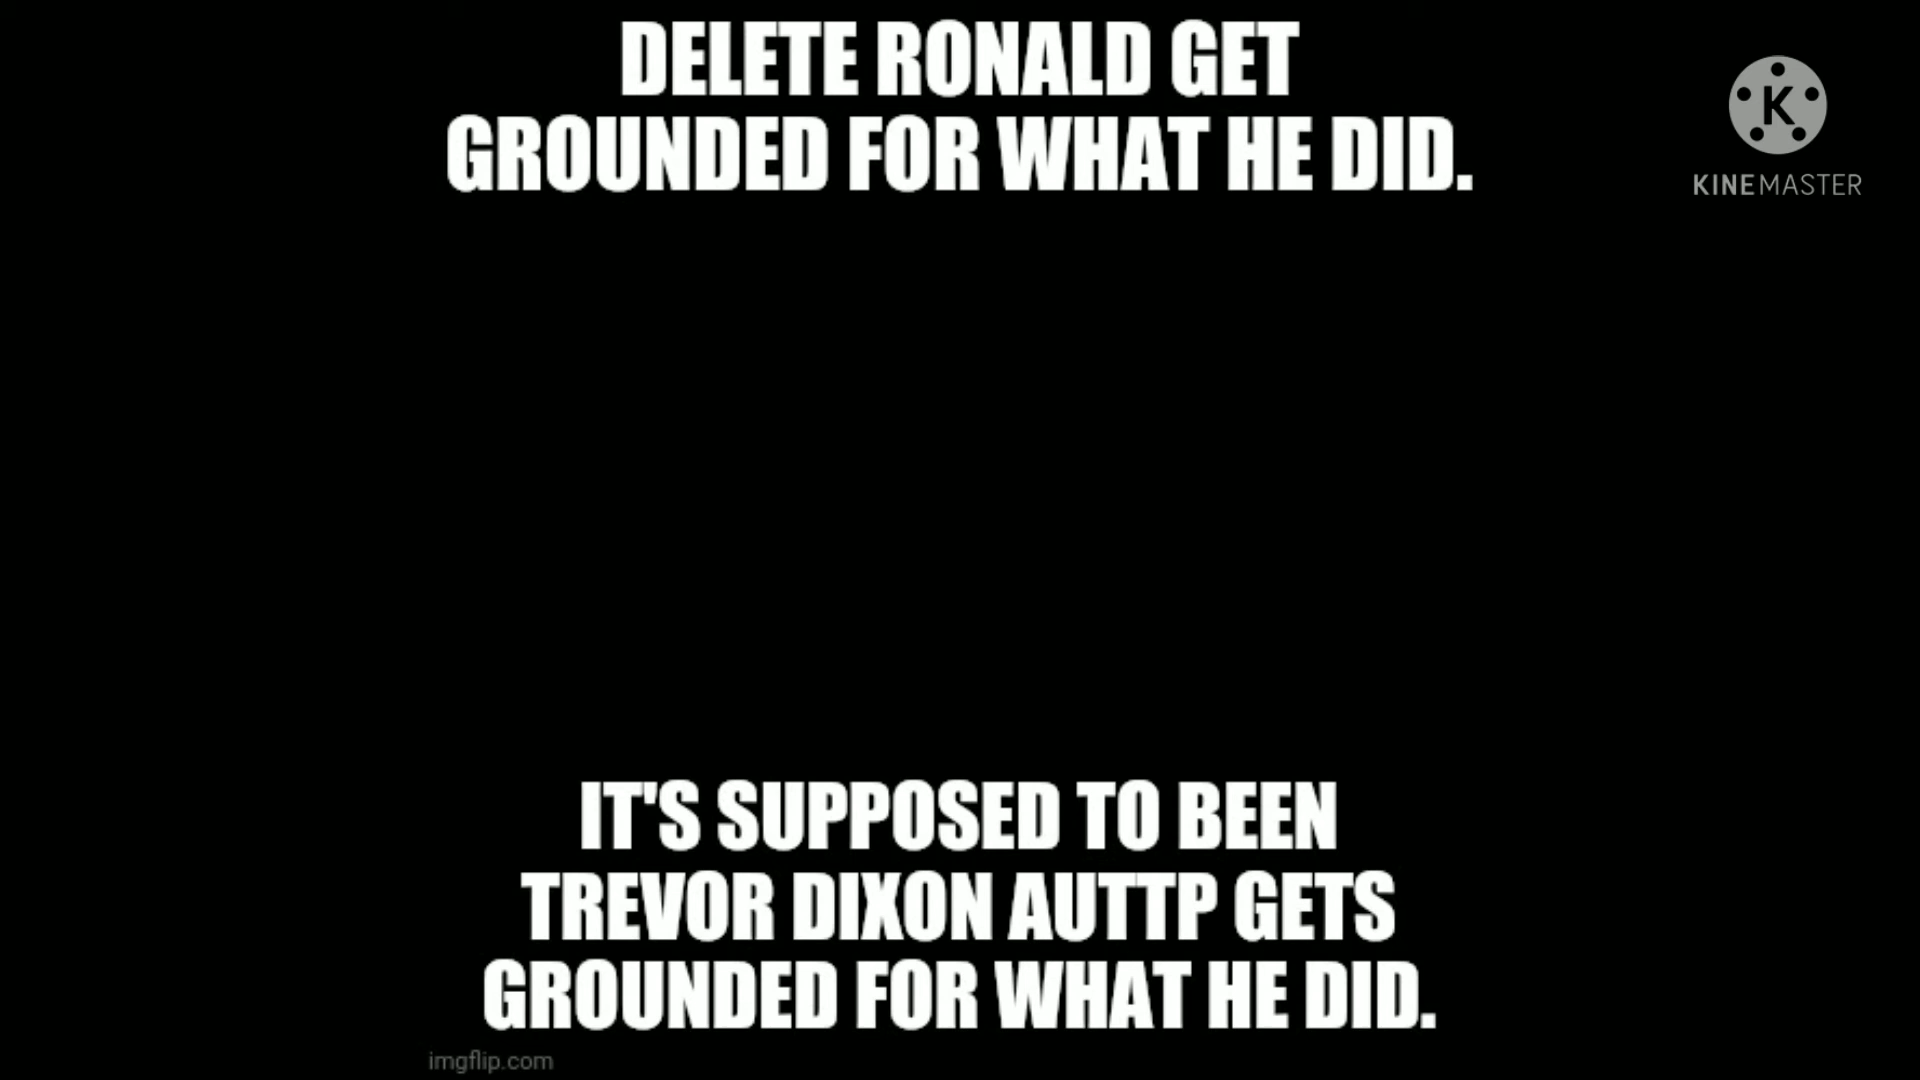 DELETE RONALD GET
GROUNDED FOR WHAT HE DID.
K
KINEMASTER
IT'S SUPPOSED TO BEEN
TREVOR DIXON AUTTP GETS
GROUNDED FOR WHAT HE DID.
imgflip.com